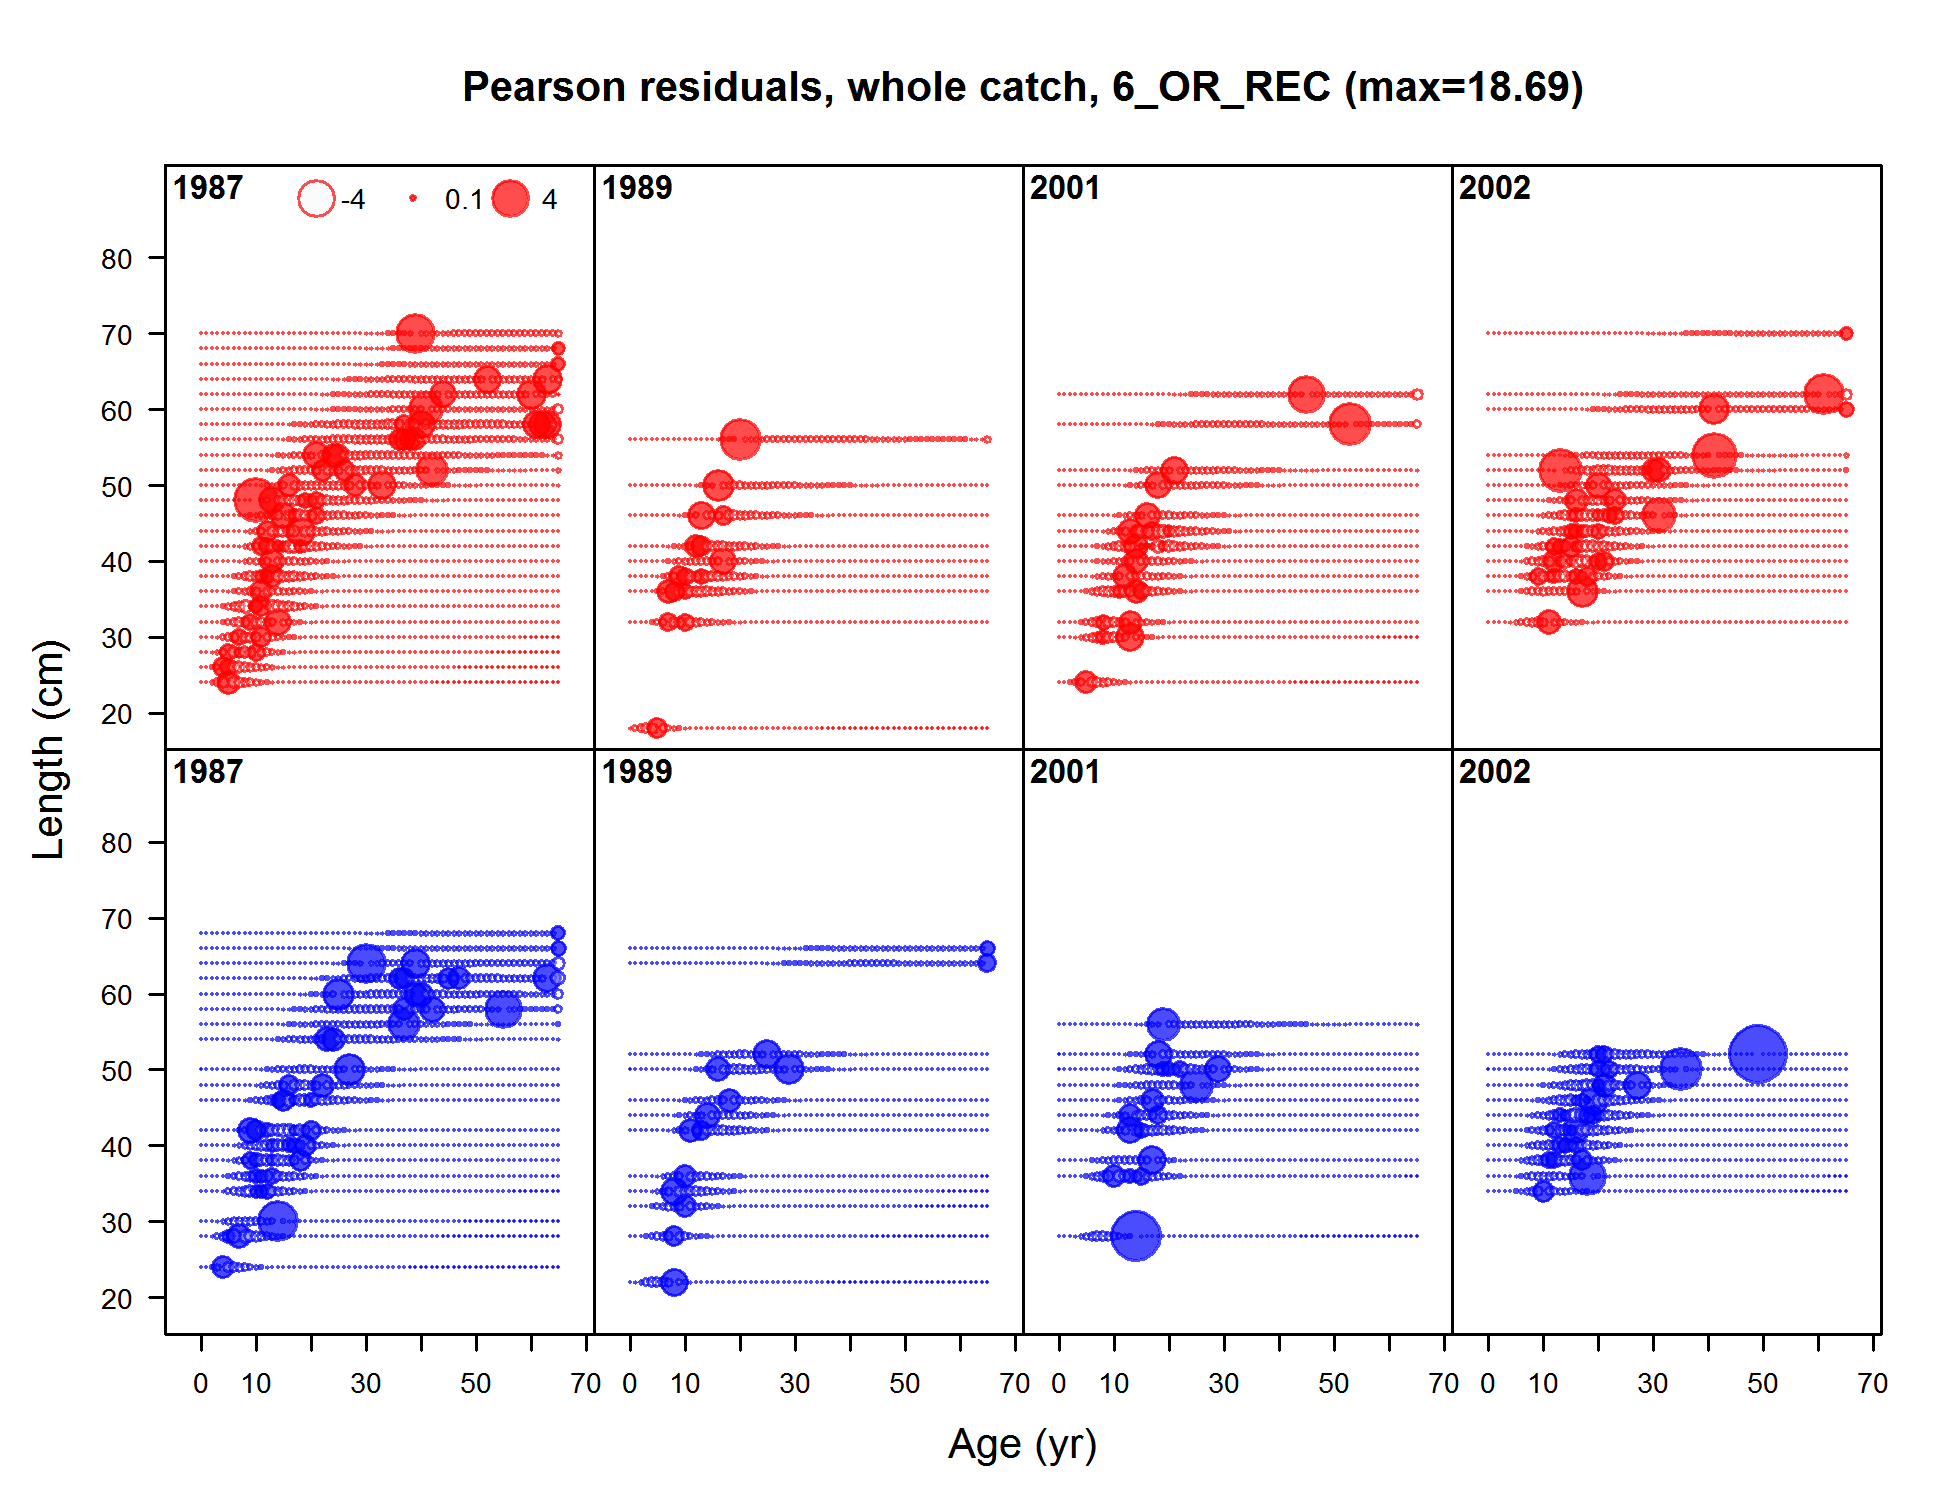 Pearson residuals, whole catch, 6_OR_REC (max=18.69)
1987 -4 0.1 4 1989 2001 2002
80
70
60
50
40
30
20
Length (cm)
1987 1989 2001 2002
80
70
60
50
40
30
20
0 10 30 50 70 0 10 30 50 70 0 10 30 50 70 0 10 30 50 70
Age (yr)